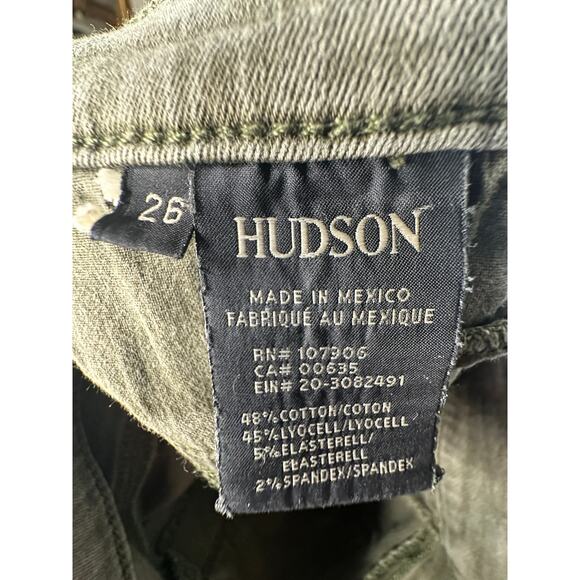 26
HUDSON
MADE IN MEXICO
FABRIQUÉ AU MEXIQUE
RN# 107906
CA# 00635
EIN# 20-3082491
48% COTTON/COTON
45% LYOCELL/LYOCELL
5% ELASTERELL/
ELASTERELL
2% SPANDEX/SPANDEX